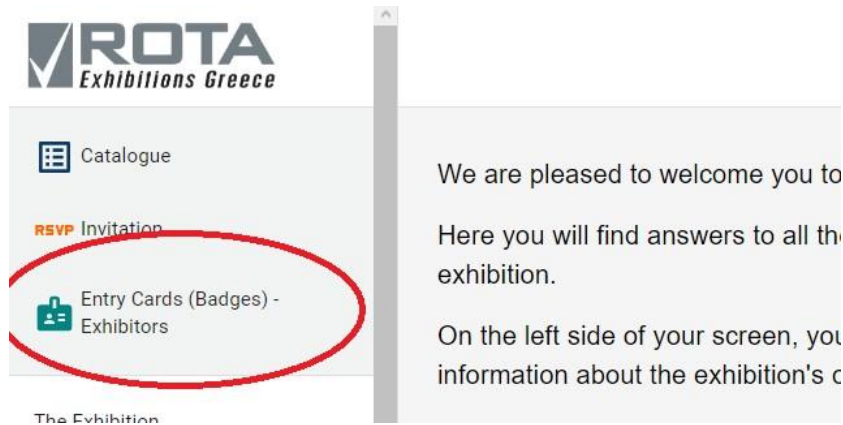 ROTA
Exhibitions Greece
Catalogue
RSVP Invitation
Entry Cards (Badges) -
Exhibitors
The Exhibition
We are pleased to welcome you to
Here you will find answers to all the
exhibition.
On the left side of your screen, you
information about the exhibition's